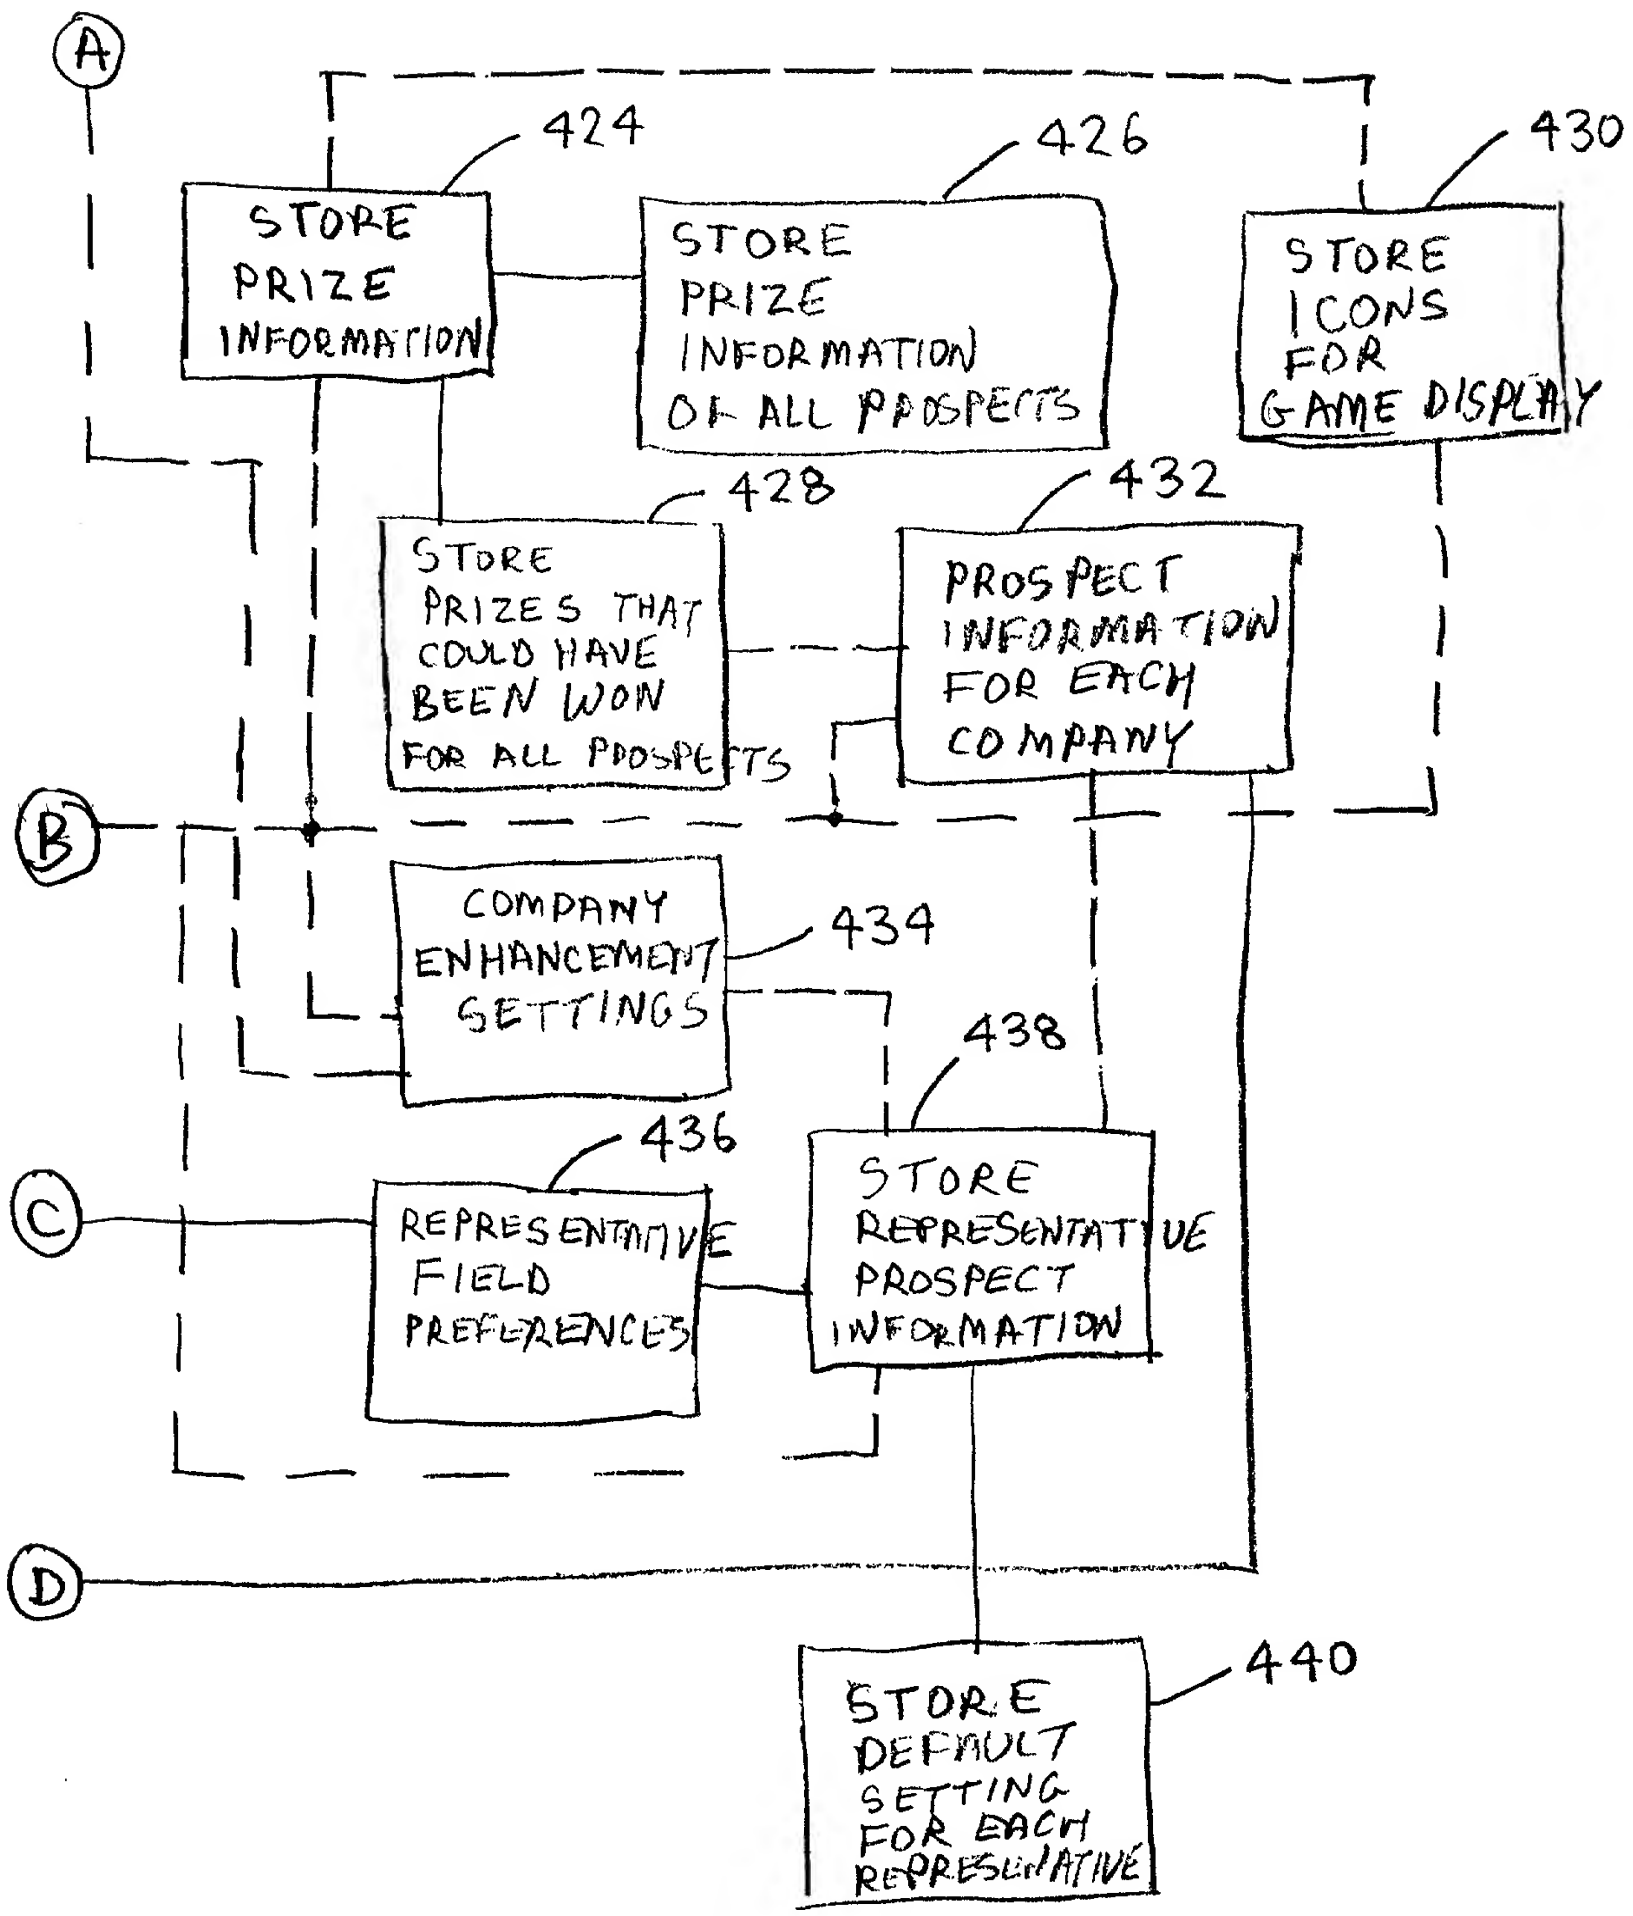 A
424
426
430
STORE
PRIZE
INFORMATION
STORE
PRIZE
INFORMATION
OF ALL PROSPECTS
STORE
ICONS
FOR
GAME DISPLAY
428
432
STORE
PRIZES THAT
COULD HAVE
BEEN WON
FOR ALL PROSPECTS
PROSPECT
INFORMATION
FOR EACH
COMPANY
B
COMPANY
ENHANCEMENT
SETTINGS
434
438
436
C
REPRESENTATIVE
FIELD
PREFERENCES
STORE
REPRESENTATIVE
PROSPECT
INFORMATION
D
440
STORE
DEFAULT
SETTING
FOR EACH
REPRESENTATIVE